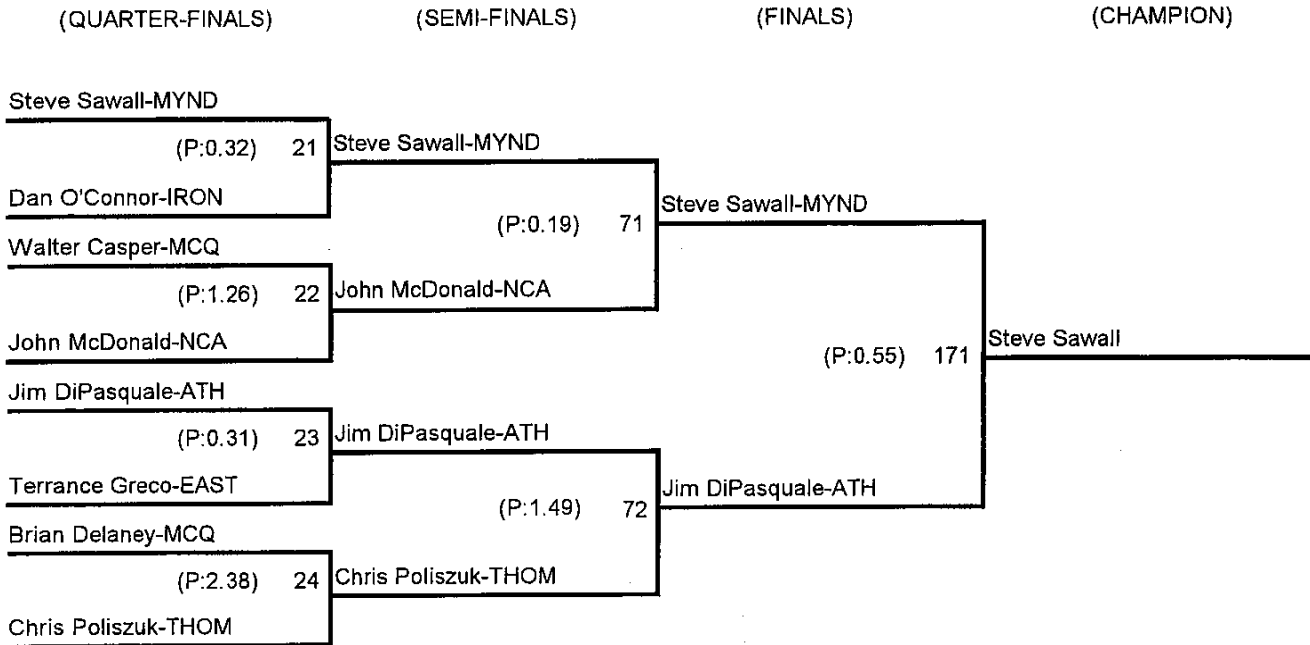 (QUARTER-FINALS) (SEMI-FINALS) (FINALS) (CHAMPION)
Steve Sawall-MYND
(P:0.32) 21
Dan O'Connor-IRON
Walter Casper-MCQ
(P:1.26) 22
John McDonald-NCA
Jim DiPasquale-ATH
(P:0.31) 23
Terrance Greco-EAST
Brian Delaney-MCQ
(P:2.38) 24
Chris Poliszuk-THOM
Steve Sawall-MYND
(P:0.19) 71
John McDonald-NCA
Jim DiPasquale-ATH
(P:1.49) 72
Chris Poliszuk-THOM
Steve Sawall-MYND
(P:0.55) 171
Jim DiPasquale-ATH
Steve Sawall